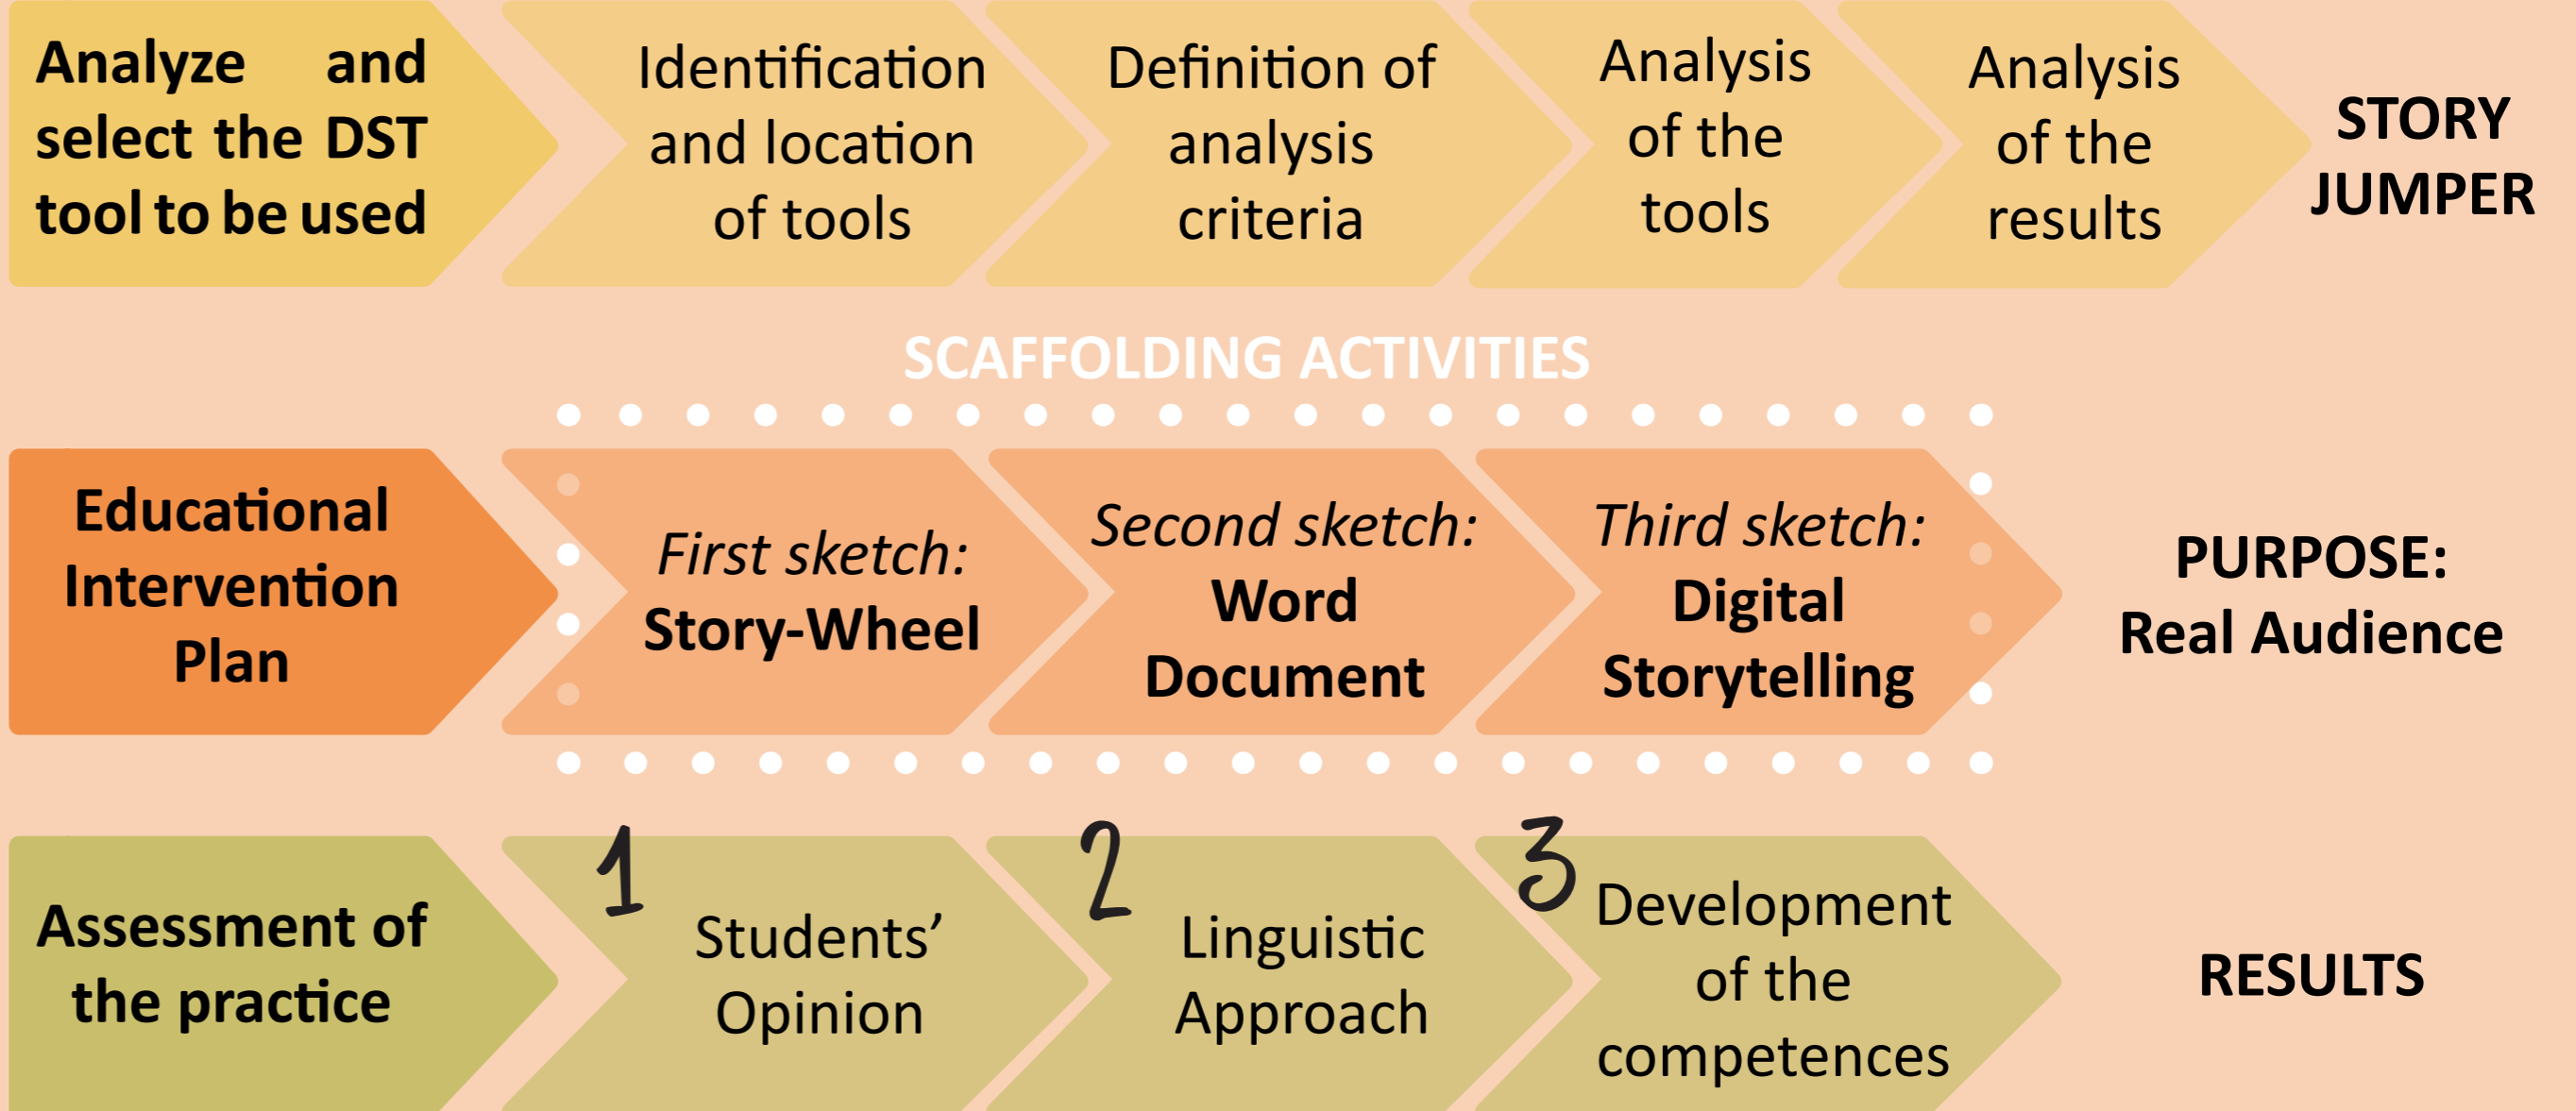 Analyze and
select the DST
tool to be used
Identification
and location
of tools
Definition of
analysis
criteria
Analysis
of the
tools
Analysis
of the
results
STORY
JUMPER
SCAFFOLDING ACTIVITIES
Educational
Intervention
Plan
First sketch:
Story-Wheel
Second sketch:
Word
Document
Third sketch:
Digital
Storytelling
PURPOSE:
Real Audience
Assessment of
the practice
1
Students’
Opinion
2
Linguistic
Approach
3
Development
of the
competences
RESULTS